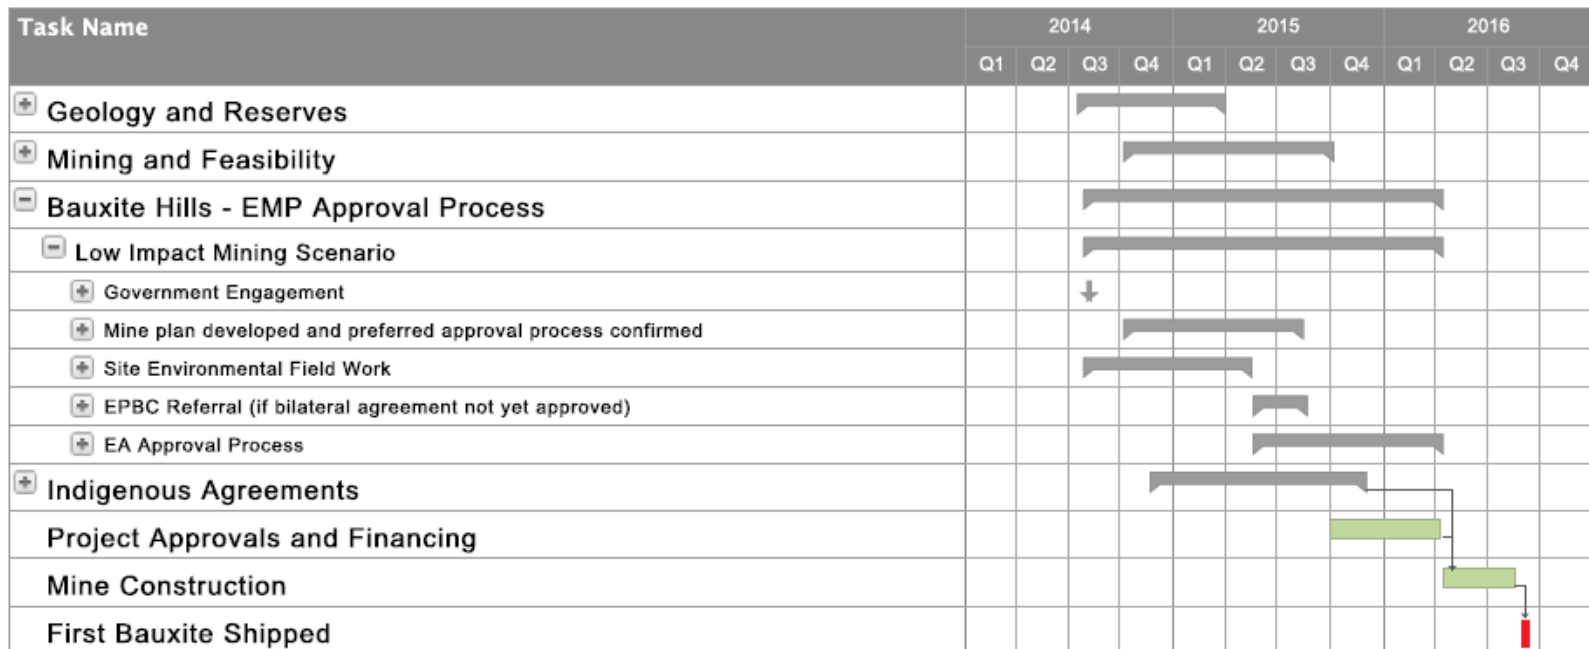 Task Name 2014 2015 2016
Q1 Q2 Q3 Q4 Q1 Q2 Q3 Q4 Q1 Q2 Q3 Q4
Geology and Reserves
Mining and Feasibility
Bauxite Hills - EMP Approval Process
Low Impact Mining Scenario
Government Engagement
Mine plan developed and preferred approval process confirmed
Site Environmental Field Work
EPBC Referral (if bilateral agreement not yet approved)
EA Approval Process
Indigenous Agreements
Project Approvals and Financing
Mine Construction
First Bauxite Shipped